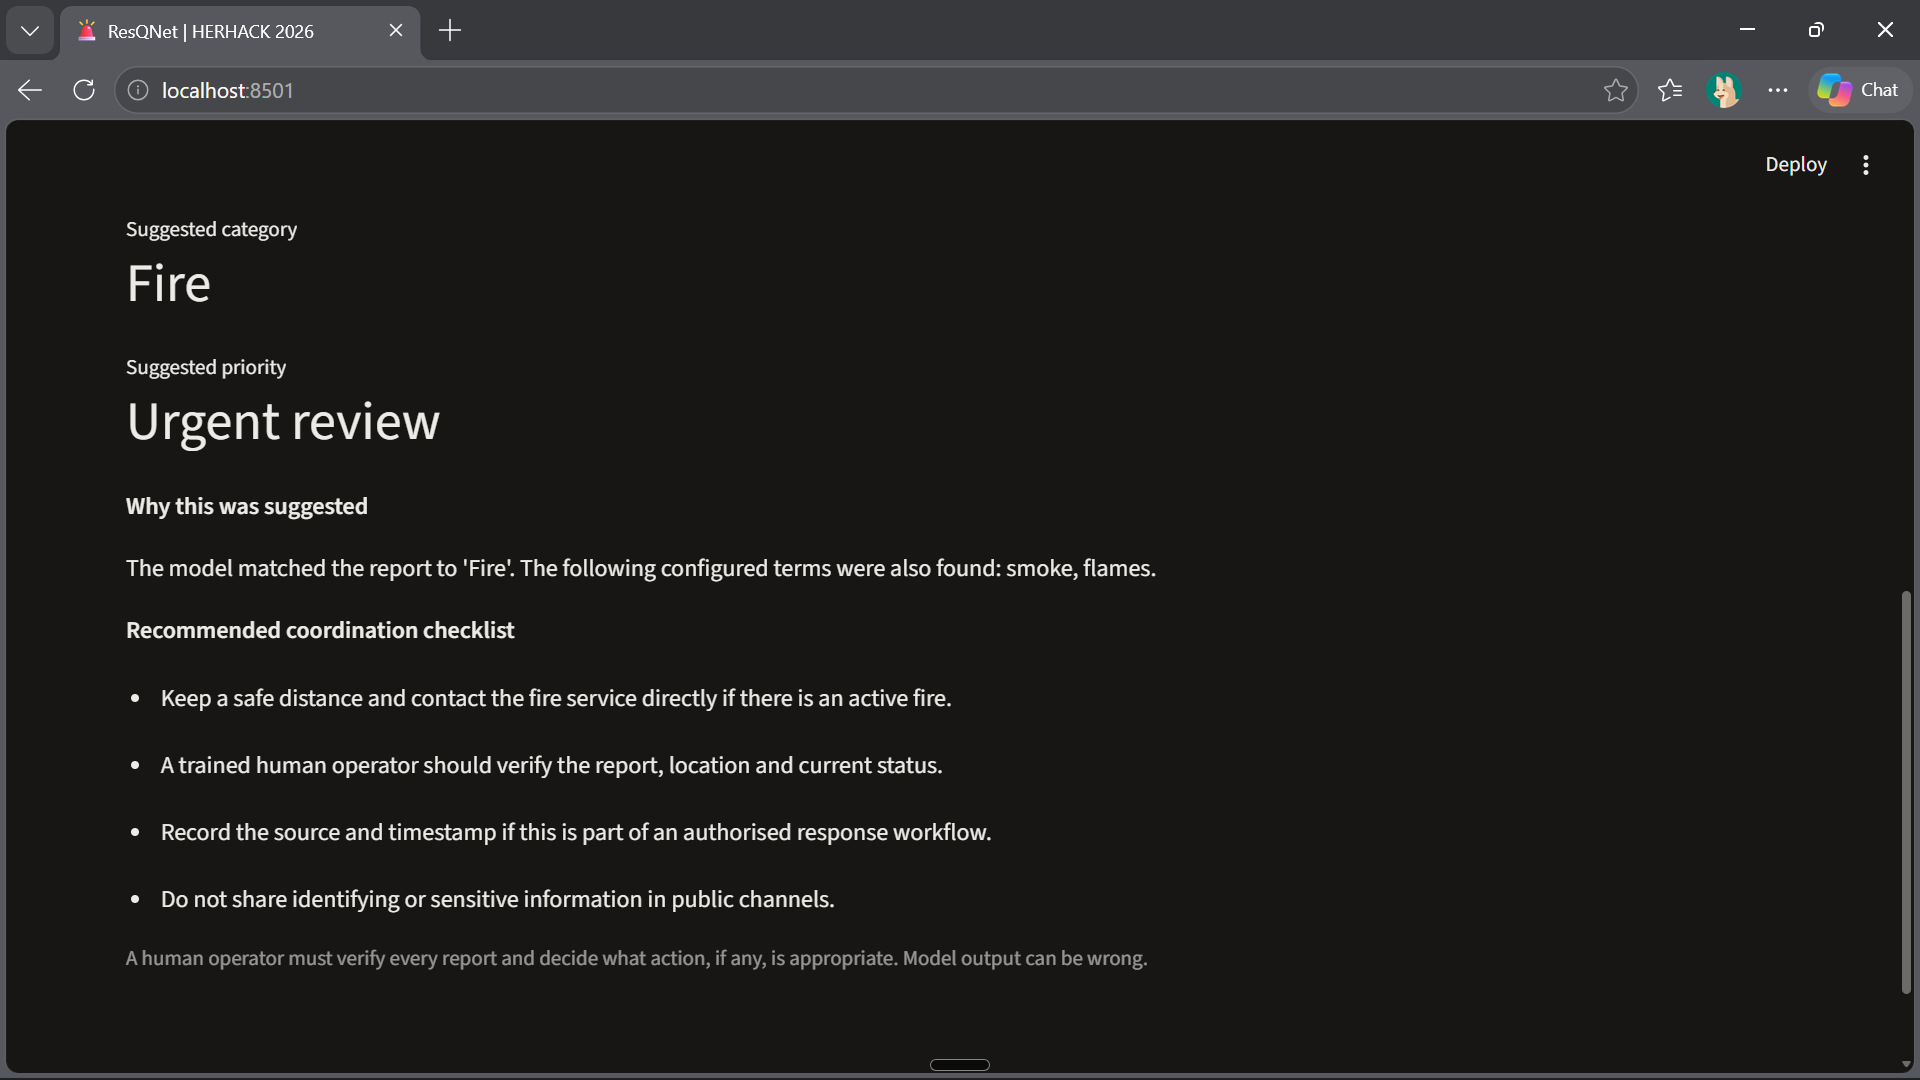 ResQNet | HERHACK 2026
localhost:8501
Chat
Deploy
Suggested category
Fire
Suggested priority
Urgent review
Why this was suggested
The model matched the report to 'Fire'. The following configured terms were also found: smoke, flames.
Recommended coordination checklist
• Keep a safe distance and contact the fire service directly if there is an active fire.
• A trained human operator should verify the report, location and current status.
• Record the source and timestamp if this is part of an authorised response workflow.
• Do not share identifying or sensitive information in public channels.
A human operator must verify every report and decide what action, if any, is appropriate. Model output can be wrong.